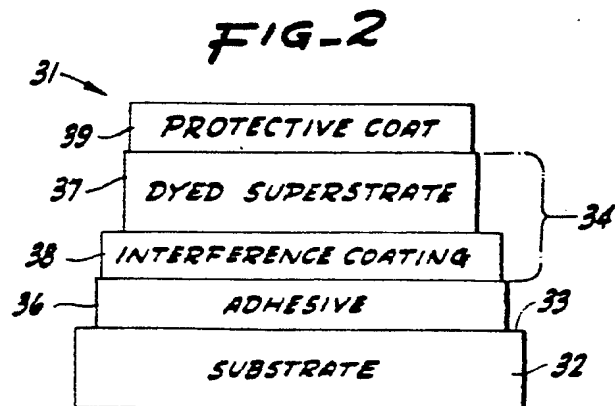 FIG-2
31
39 PROTECTIVE COAT
37 DYED SUPERSTRATE
34
38 INTERFERENCE COATING
36 ADHESIVE
33
SUBSTRATE 32